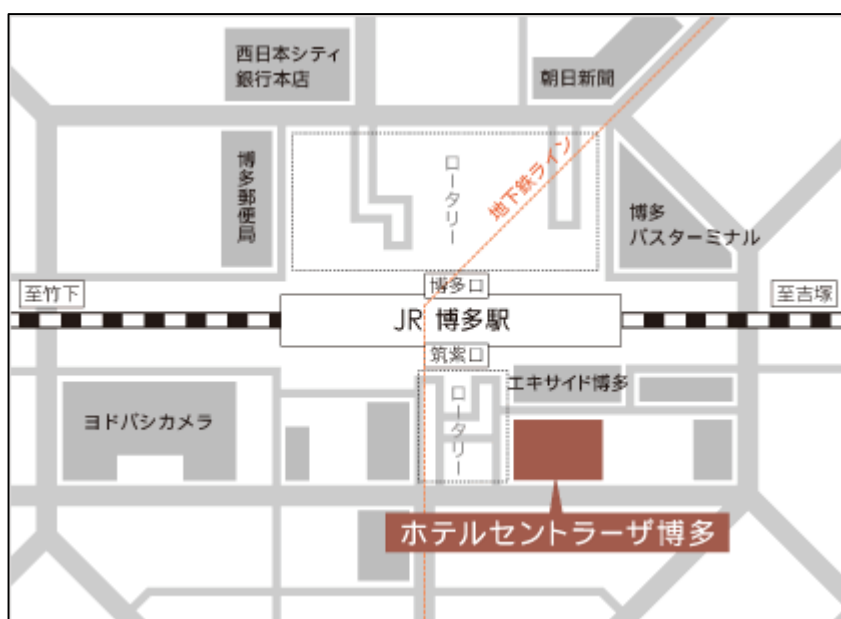 西日本シティ
銀行本店
朝日新聞
博多郵便局
ロータリー
地下鉄ライン
博多
バスターミナル
至竹下
博多口
至吉塚
JR 博多駅
筑紫口
エキサイド博多
ヨドバシカメラ
ロータリー
ホテルセントラーザ博多